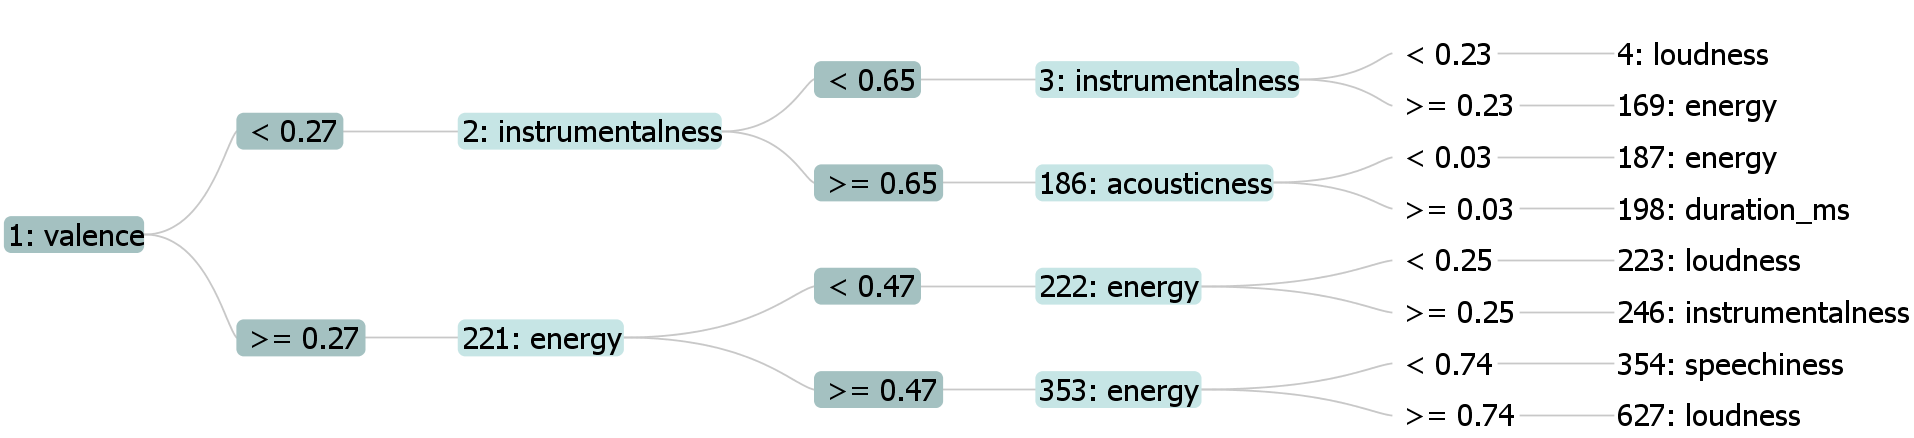 < 0.23 4: loudness
< 0.65 3: instrumentalness
>= 0.23 169: energy
< 0.27 2: instrumentalness
< 0.03 187: energy
>= 0.65 186: acousticness
>= 0.03 198: duration_ms
1: valence
< 0.25 223: loudness
< 0.47 222: energy
>= 0.25 246: instrumentalness
>= 0.27 221: energy
< 0.74 354: speechiness
>= 0.47 353: energy
>= 0.74 627: loudness